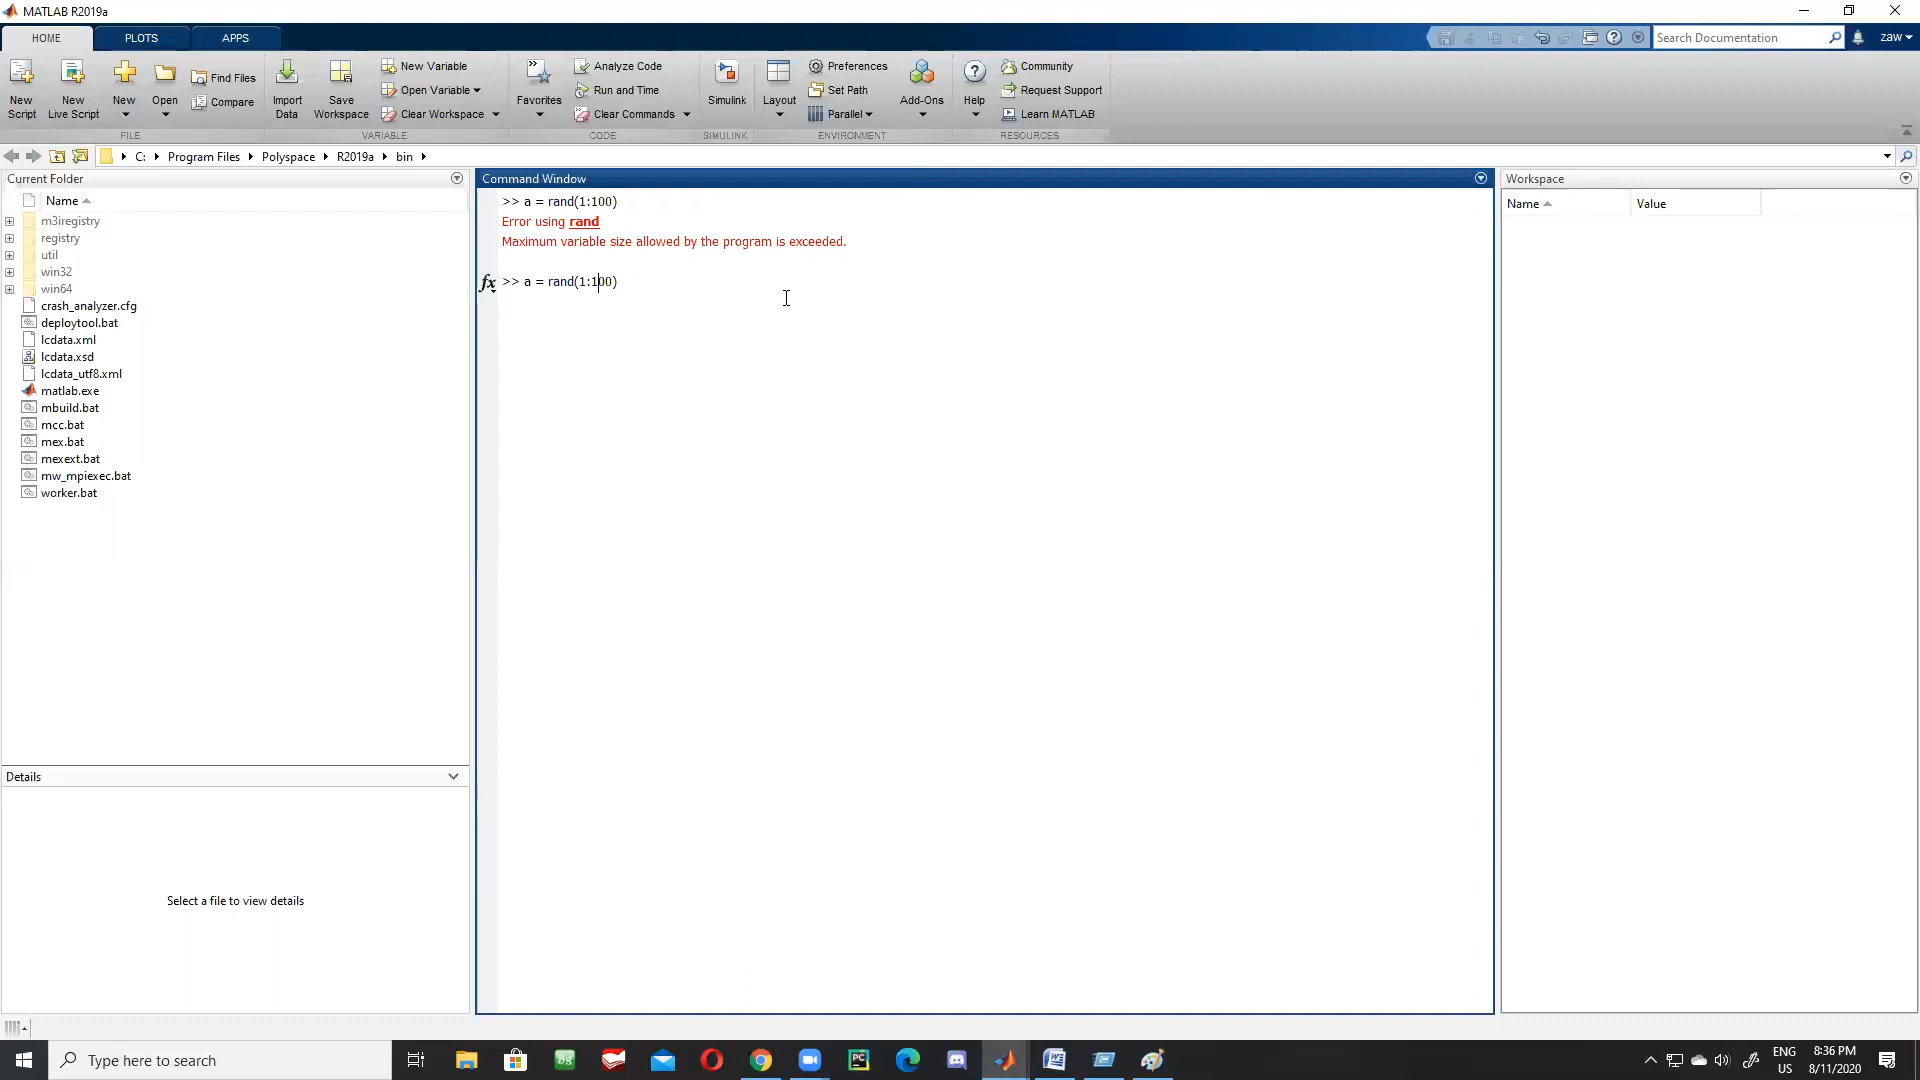 MATLAB R2019a
HOME PLOTS APPS
Search Documentation
zaw
New Script
New Live Script
New
Open
Find Files
Compare
FILE
Import Data
Save Workspace
New Variable
Open Variable
Clear Workspace
VARIABLE
Favorites
Analyze Code
Run and Time
Clear Commands
CODE
Simulink
SIMULINK
Layout
Preferences
Set Path
Parallel
ENVIRONMENT
Add-Ons
Help
Community
Request Support
Learn MATLAB
RESOURCES
C: Program Files Polyspace R2019a bin
Current Folder
Name
m3iregistry
registry
util
win32
win64
crash_analyzer.cfg
deploytool.bat
lcdata.xml
lcdata.xsd
lcdata_utf8.xml
matlab.exe
mbuild.bat
mcc.bat
mex.bat
mexext.bat
mw_mpiexec.bat
worker.bat
Details
Select a file to view details
Command Window
>> a = rand(1:100)
Error using rand
Maximum variable size allowed by the program is exceeded.
fx >> a = rand(1:100)
Workspace
Name Value
Type here to search
ENG
US
8:36 PM
8/11/2020